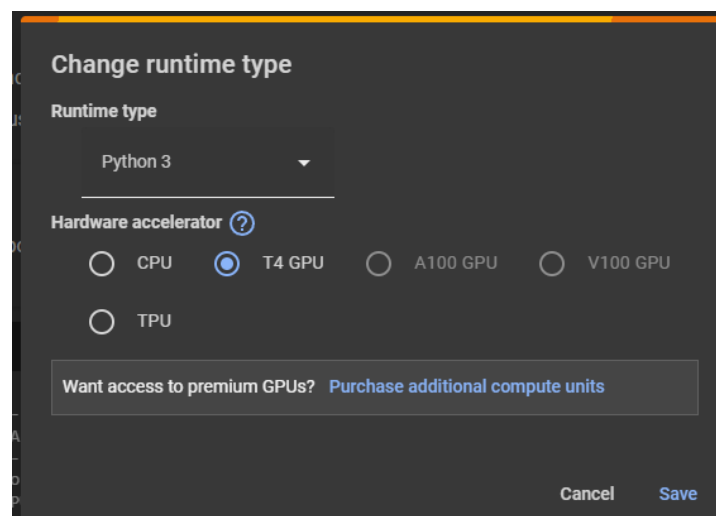 Change runtime type
Runtime type
Python 3
Hardware accelerator ?
CPU T4 GPU A100 GPU V100 GPU
TPU
Want access to premium GPUs? Purchase additional compute units
Cancel Save